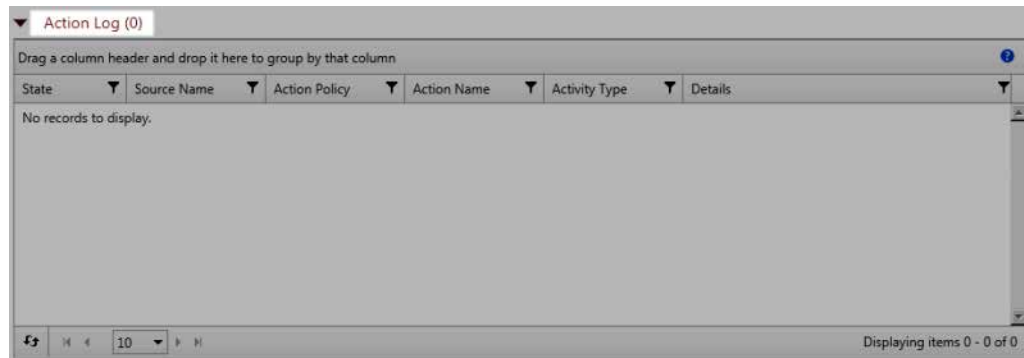 Action Log (0)
Drag a column header and drop it here to group by that column
State Source Name Action Policy Action Name Activity Type Details
No records to display.
10 Displaying items 0 - 0 of 0